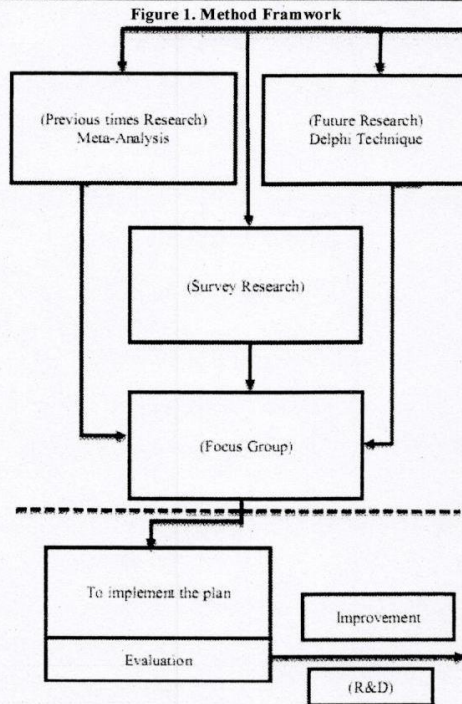 Figure 1. Method Framwork
(Previous times Research)
Meta-Analysis
(Future Research)
Delphi Technique
(Survey Research)
(Focus Group)
To implement the plan
Evaluation
Improvement
(R&D)